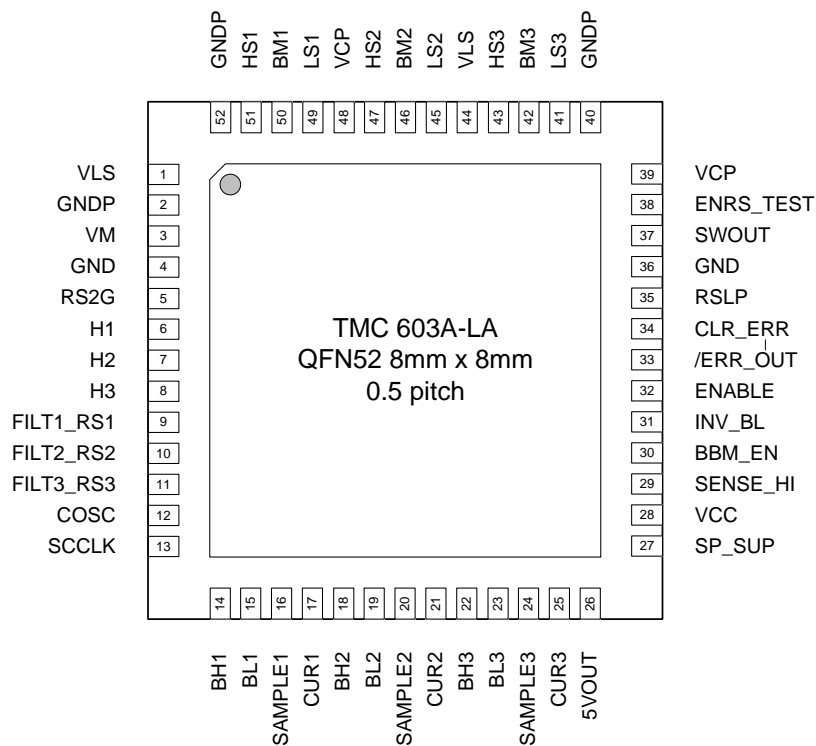 GNDP
HS1
BM1
LS1
VCP
HS2
BM2
LS2
VLS
HS3
BM3
LS3
GNDP
52
51
50
49
48
47
46
45
44
43
42
41
40
VLS 1
GNDP 2
VM 3
GND 4
RS2G 5
H1 6
H2 7
H3 8
FILT1_RS1 9
FILT2_RS2 10
FILT3_RS3 11
COSC 12
SCCLK 13
TMC 603A-LA
QFN52 8mm x 8mm
0.5 pitch
39 VCP
38 ENRS_TEST
37 SWOUT
36 GND
35 RSLP
34 CLR_ERR
33 /ERR_OUT
32 ENABLE
31 INV_BL
30 BBM_EN
29 SENSE_HI
28 VCC
27 SP_SUP
14
15
16
17
18
19
20
21
22
23
24
25
26
BH1
BL1
SAMPLE1
CUR1
BH2
BL2
SAMPLE2
CUR2
BH3
BL3
SAMPLE3
CUR3
5VOUT